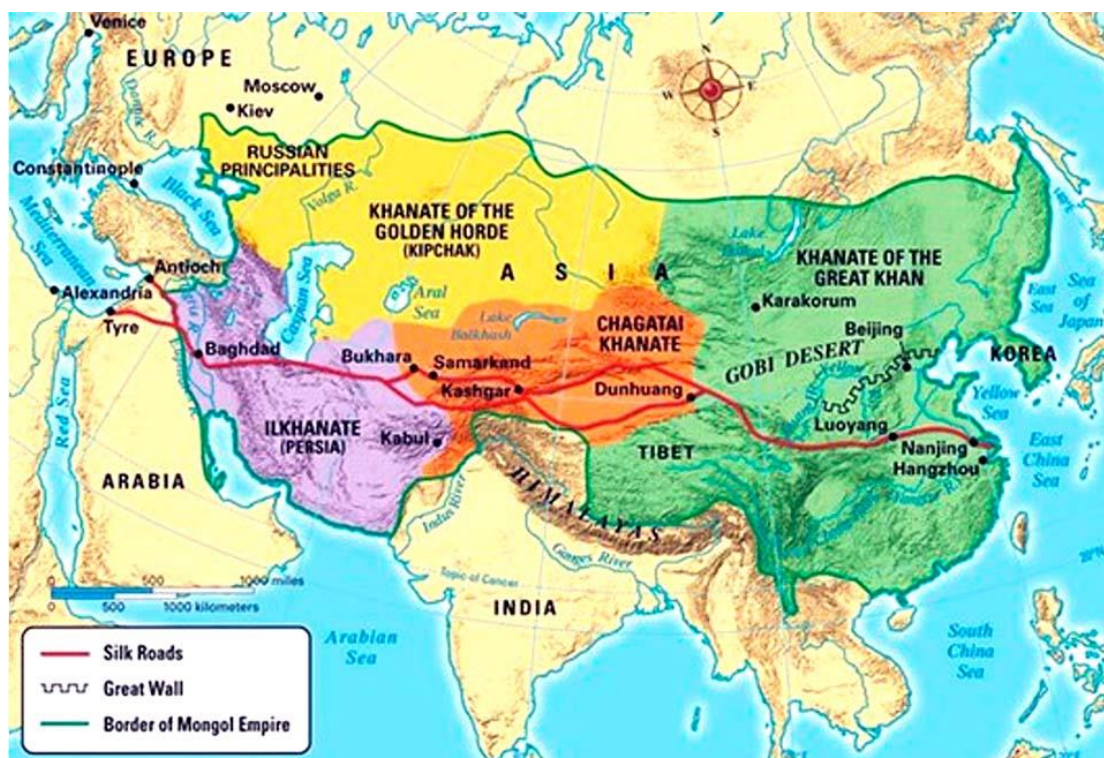 Venice
EUROPE
Moscow
Kiev
Danube R.
RUSSIAN
PRINCIPALITIES
Constantinople
Black Sea
Volga R.
Mediterranean
Sea
KHANATE OF THE
GOLDEN HORDE
(KIPCHAK)
ASIA
Lake
KHANATE OF THE
GREAT KHAN
Antioch
Alexandria
Tyre
Caspian Sea
Aral
Sea
Lake
Balkhash
CHAGATAI
KHANATE
Karakorum
East
Sea
Sea of
Japan
Beijing
KOREA
Baghdad
Bukhara
Samarkand
Kashgar
Dunhuang
GOBI DESERT
Yellow
Sea
Red Sea
ILKHANATE
(PERSIA)
Kabul
TIBET
Luoyang
Nanjing
Hangzhou
East
China
Sea
ARABIA
Indus River
HIMALAYAS
Ganges River
Tropic of Cancer
INDIA
0 500 1000 miles
0 500 1000 kilometers
Arabian
Sea
South
China
Sea
N
W E
S
Silk Roads
Great Wall
Border of Mongol Empire